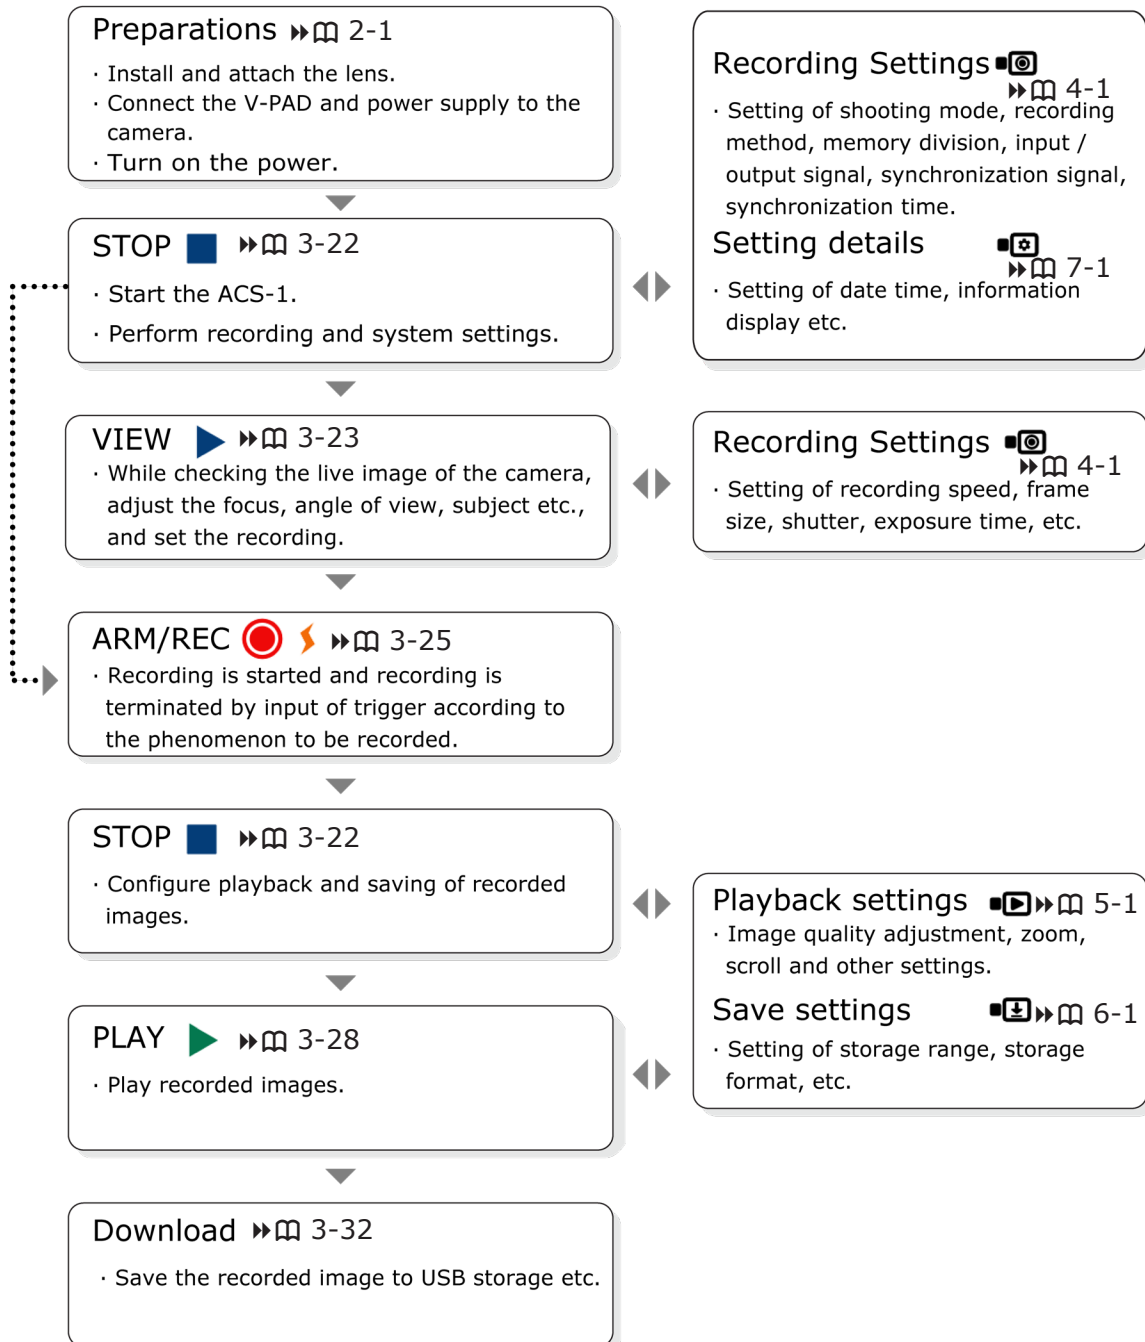 Preparations 2-1
· Install and attach the lens.
· Connect the V-PAD and power supply to the
camera.
· Turn on the power.
STOP 3-22
· Start the ACS-1.
· Perform recording and system settings.
Recording Settings
4-1
· Setting of shooting mode, recording
method, memory division, input /
output signal, synchronization signal,
synchronization time.
Setting details
7-1
· Setting of date time, information
display etc.
VIEW 3-23
· While checking the live image of the camera,
adjust the focus, angle of view, subject etc.,
and set the recording.
Recording Settings
4-1
· Setting of recording speed, frame
size, shutter, exposure time, etc.
ARM/REC 3-25
· Recording is started and recording is
terminated by input of trigger according to
the phenomenon to be recorded.
STOP 3-22
· Configure playback and saving of recorded
images.
PLAY 3-28
· Play recorded images.
Playback settings 5-1
· Image quality adjustment, zoom,
scroll and other settings.
Save settings 6-1
· Setting of storage range, storage
format, etc.
Download 3-32
· Save the recorded image to USB storage etc.